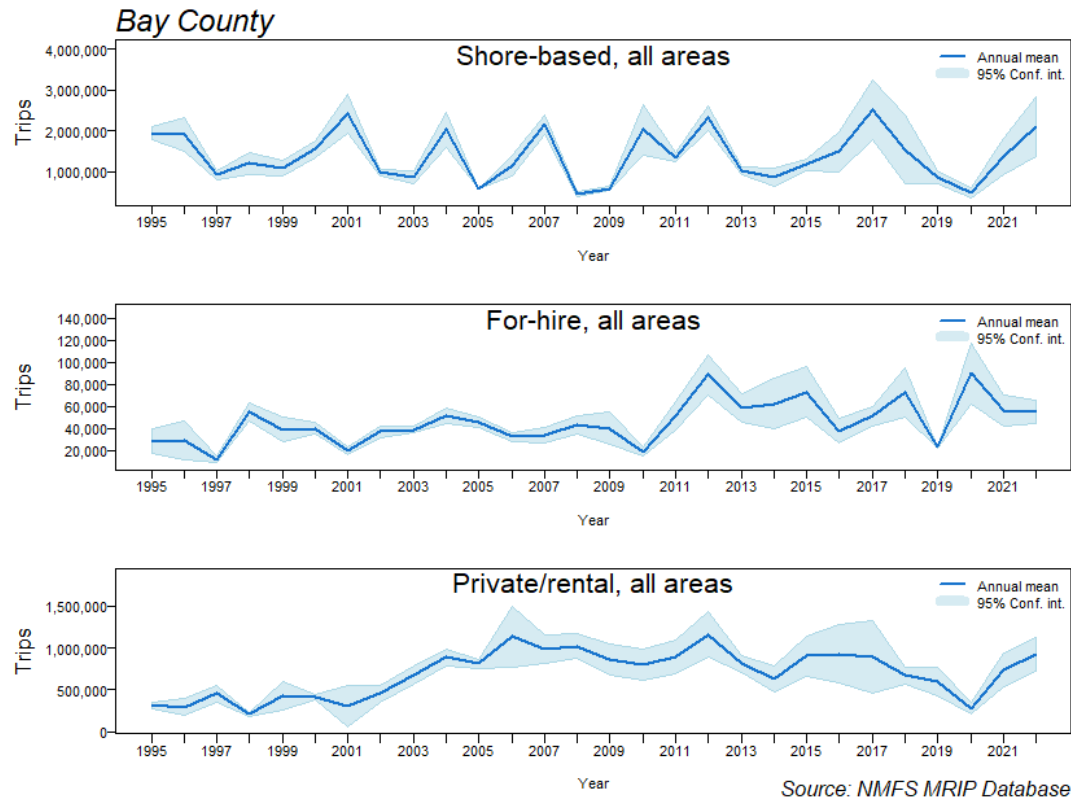 Bay County
Shore-based, all areas
Annual mean
95% Conf. int.
Trips
4,000,000
3,000,000
2,000,000
1,000,000
1995 1997 1999 2001 2003 2005 2007 2009 2011 2013 2015 2017 2019 2021
Year
For-hire, all areas
Annual mean
95% Conf. int.
Trips
140,000
120,000
100,000
80,000
60,000
40,000
20,000
1995 1997 1999 2001 2003 2005 2007 2009 2011 2013 2015 2017 2019 2021
Year
Private/rental, all areas
Annual mean
95% Conf. int.
Trips
1,500,000
1,000,000
500,000
0
1995 1997 1999 2001 2003 2005 2007 2009 2011 2013 2015 2017 2019 2021
Year
Source: NMFS MRIP Database